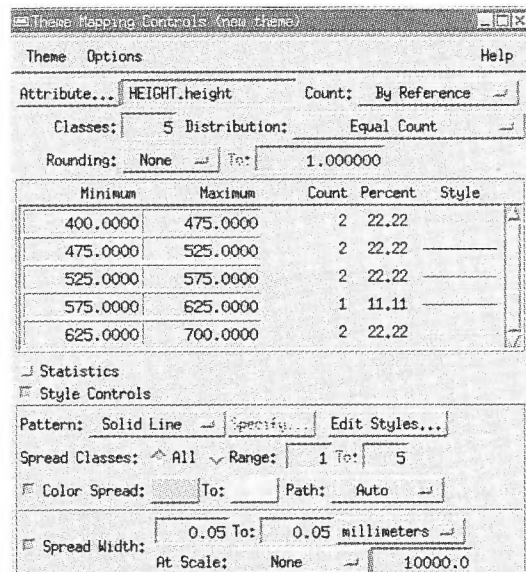 Theme Mapping Controls (new theme)
Theme Options Help
Attribute... HEIGHT.height Count: By Reference
Classes: 5 Distribution: Equal Count
Rounding: None To: 1.000000
Minimum Maximum Count Percent Style
400.0000 475.0000 2 22.22
475.0000 525.0000 2 22.22
525.0000 575.0000 2 22.22
575.0000 625.0000 1 11.11
625.0000 700.0000 2 22.22
Statistics
Style Controls
Pattern: Solid Line Specify... Edit Styles...
Spread Classes: All Range: 1 To: 5
Color Spread: To: Path: Auto
Spread Width: 0.05 To: 0.05 millimeters
At Scale: None 10000.0